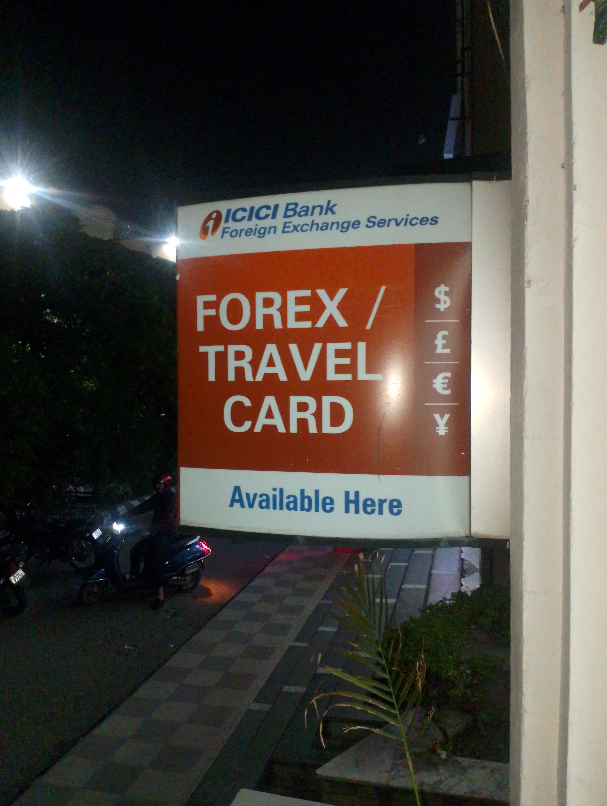 ICICI Bank
Foreign Exchange Services
FOREX /
TRAVEL
CARD
$
£
€
¥
Available Here